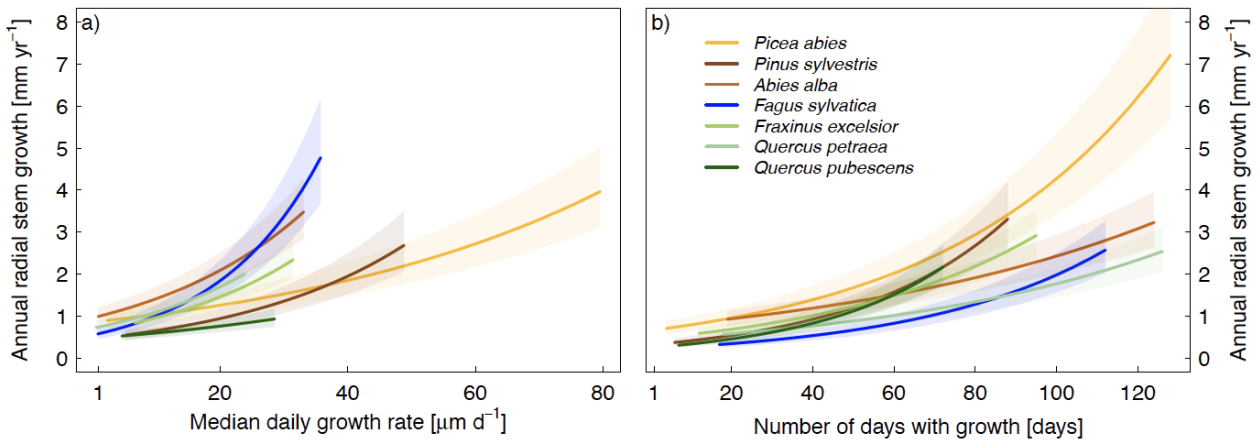 a)
Annual radial stem growth [mm yr⁻¹]
8
7
6
5
4
3
2
1
0
1 20 40 60 80
Median daily growth rate [μm d⁻¹]
b)
Picea abies
Pinus sylvestris
Abies alba
Fagus sylvatica
Fraxinus excelsior
Quercus petraea
Quercus pubescens
1 20 40 60 80 100 120
Number of days with growth [days]
8
7
6
5
4
3
2
1
0
Annual radial stem growth [mm yr⁻¹]